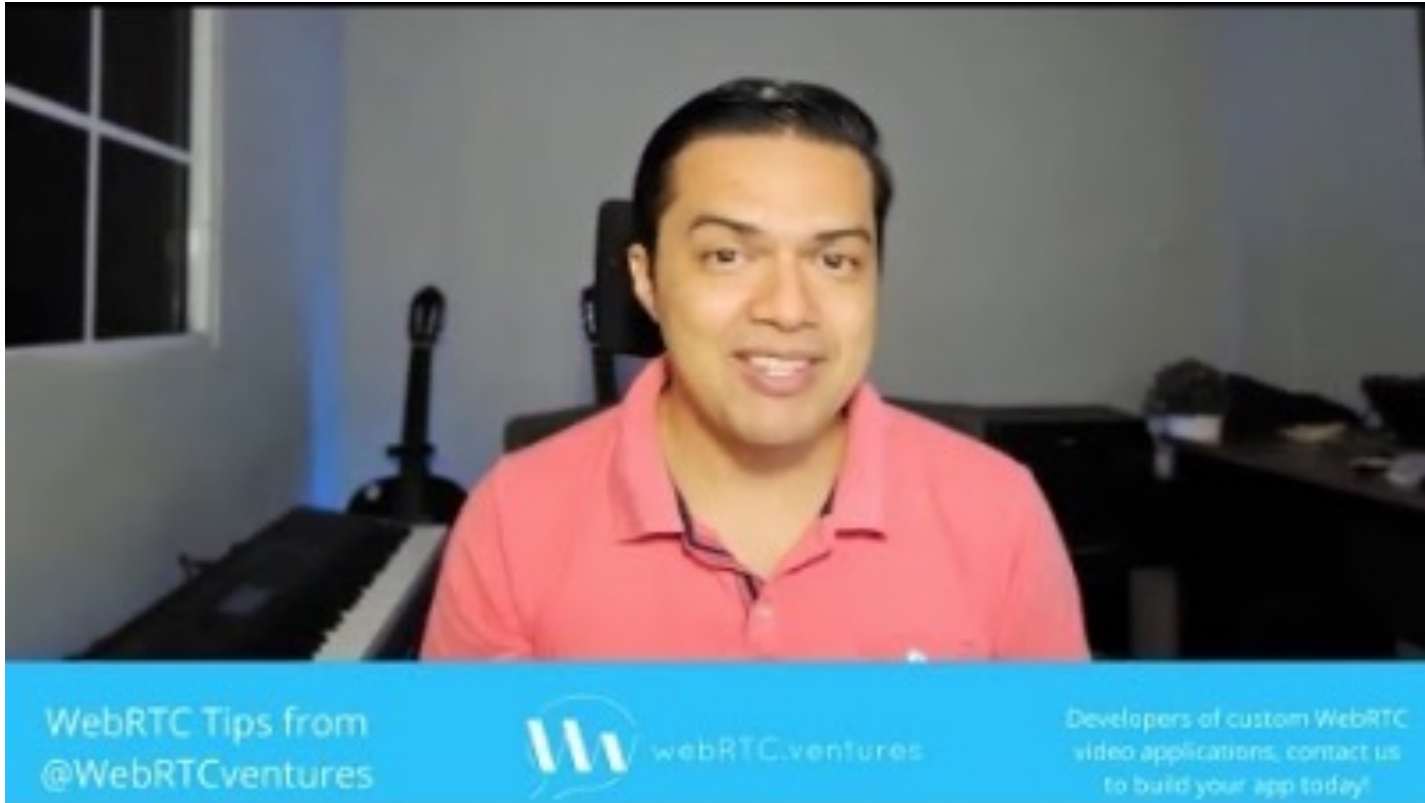 WebRTC Tips from
@WebRTCventures
webRTC.ventures
Developers of custom WebRTC
video applications, contact us
to build your app today!